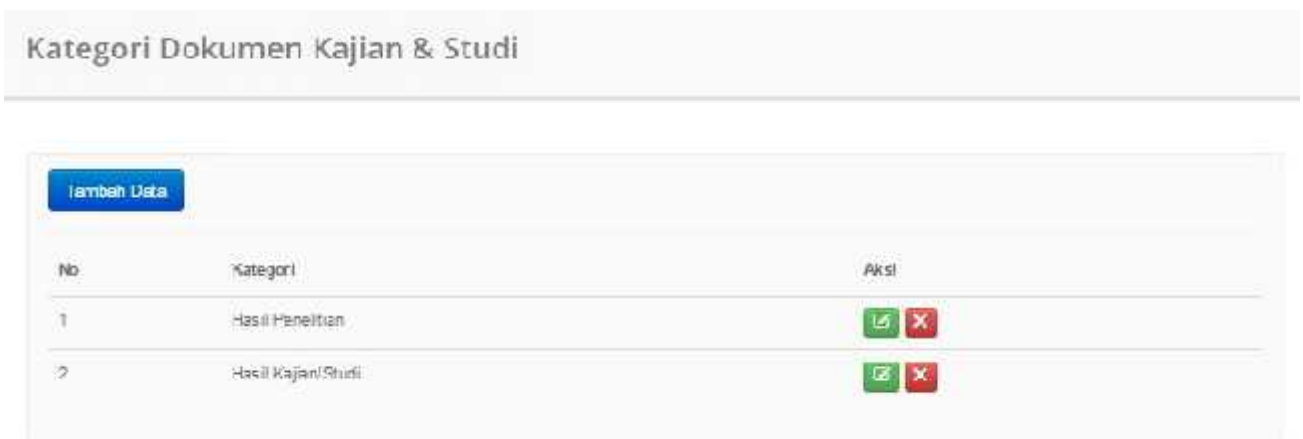 Kategori Dokumen Kajian & Studi
Tambah Data
No Kategori Aksi
1 Hasil Penelitian
2 Hasil Kajian/Studi